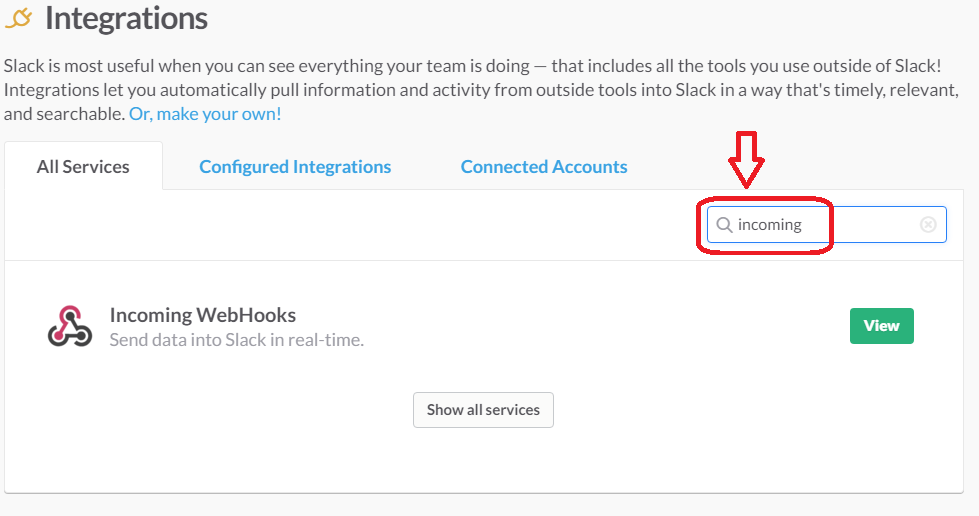 Integrations
Slack is most useful when you can see everything your team is doing — that includes all the tools you use outside of Slack!
Integrations let you automatically pull information and activity from outside tools into Slack in a way that's timely, relevant,
and searchable. Or, make your own!
All Services
Configured Integrations
Connected Accounts
incoming
Incoming WebHooks
Send data into Slack in real-time.
View
Show all services